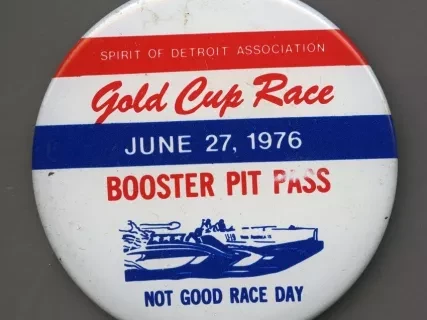 SPIRIT OF DETROIT ASSOCIATION
Gold Cup Race
JUNE 27, 1976
BOOSTER PIT PASS
NOT GOOD RACE DAY